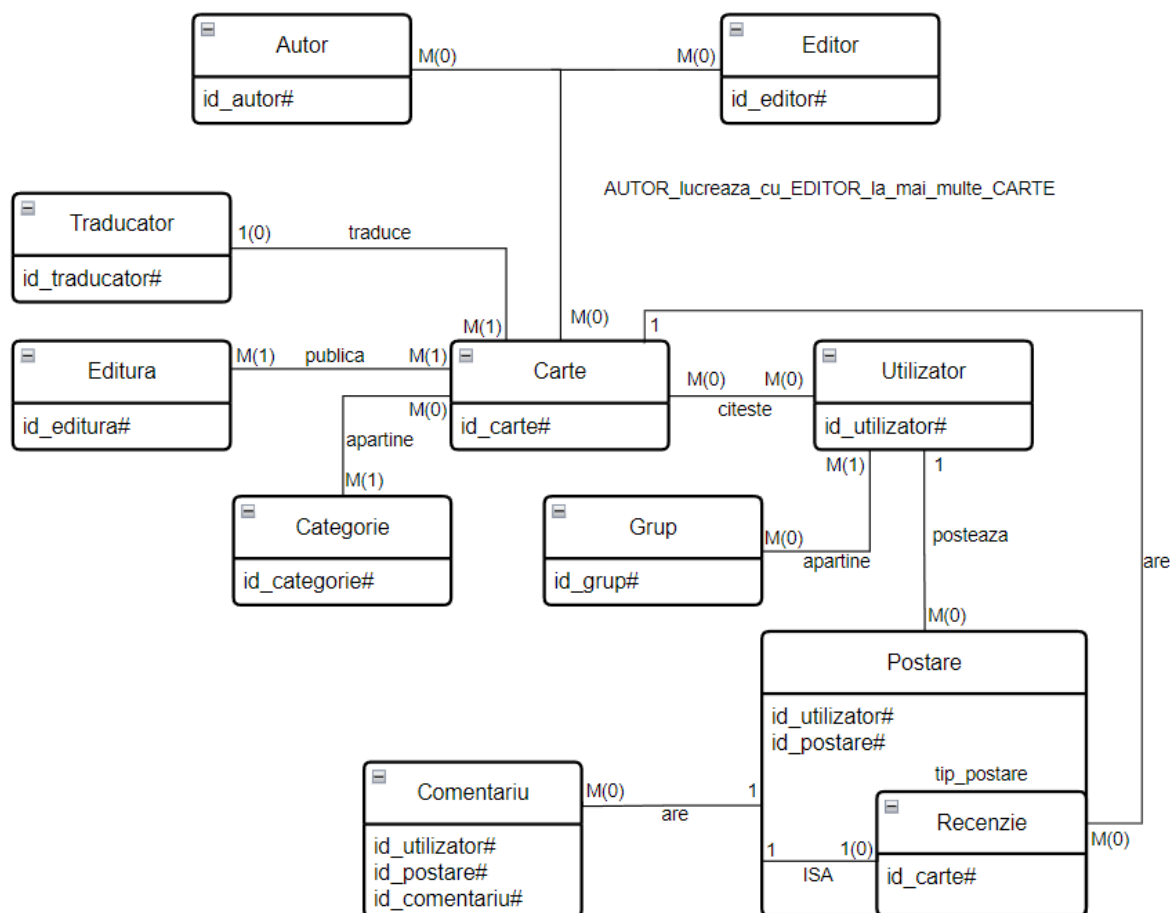 Autor
id_autor#
M(0)
M(0)
Editor
id_editor#
AUTOR_lucreaza_cu_EDITOR_la_mai_multe_CARTE
Traducator
id_traducator#
1(0)
traduce
M(1)
M(0)
1
Editura
id_editura#
M(1)
publica
M(1)
Carte
id_carte#
M(0)
M(0)
citeste
Utilizator
id_utilizator#
M(0)
apartine
M(1)
Categorie
id_categorie#
Grup
id_grup#
M(0)
apartine
M(1)
1
posteaza
M(0)
are
Postare
id_utilizator#
id_postare#
tip_postare
Comentariu
id_utilizator#
id_postare#
id_comentariu#
M(0)
are
1
1
ISA
1(0)
Recenzie
id_carte#
M(0)